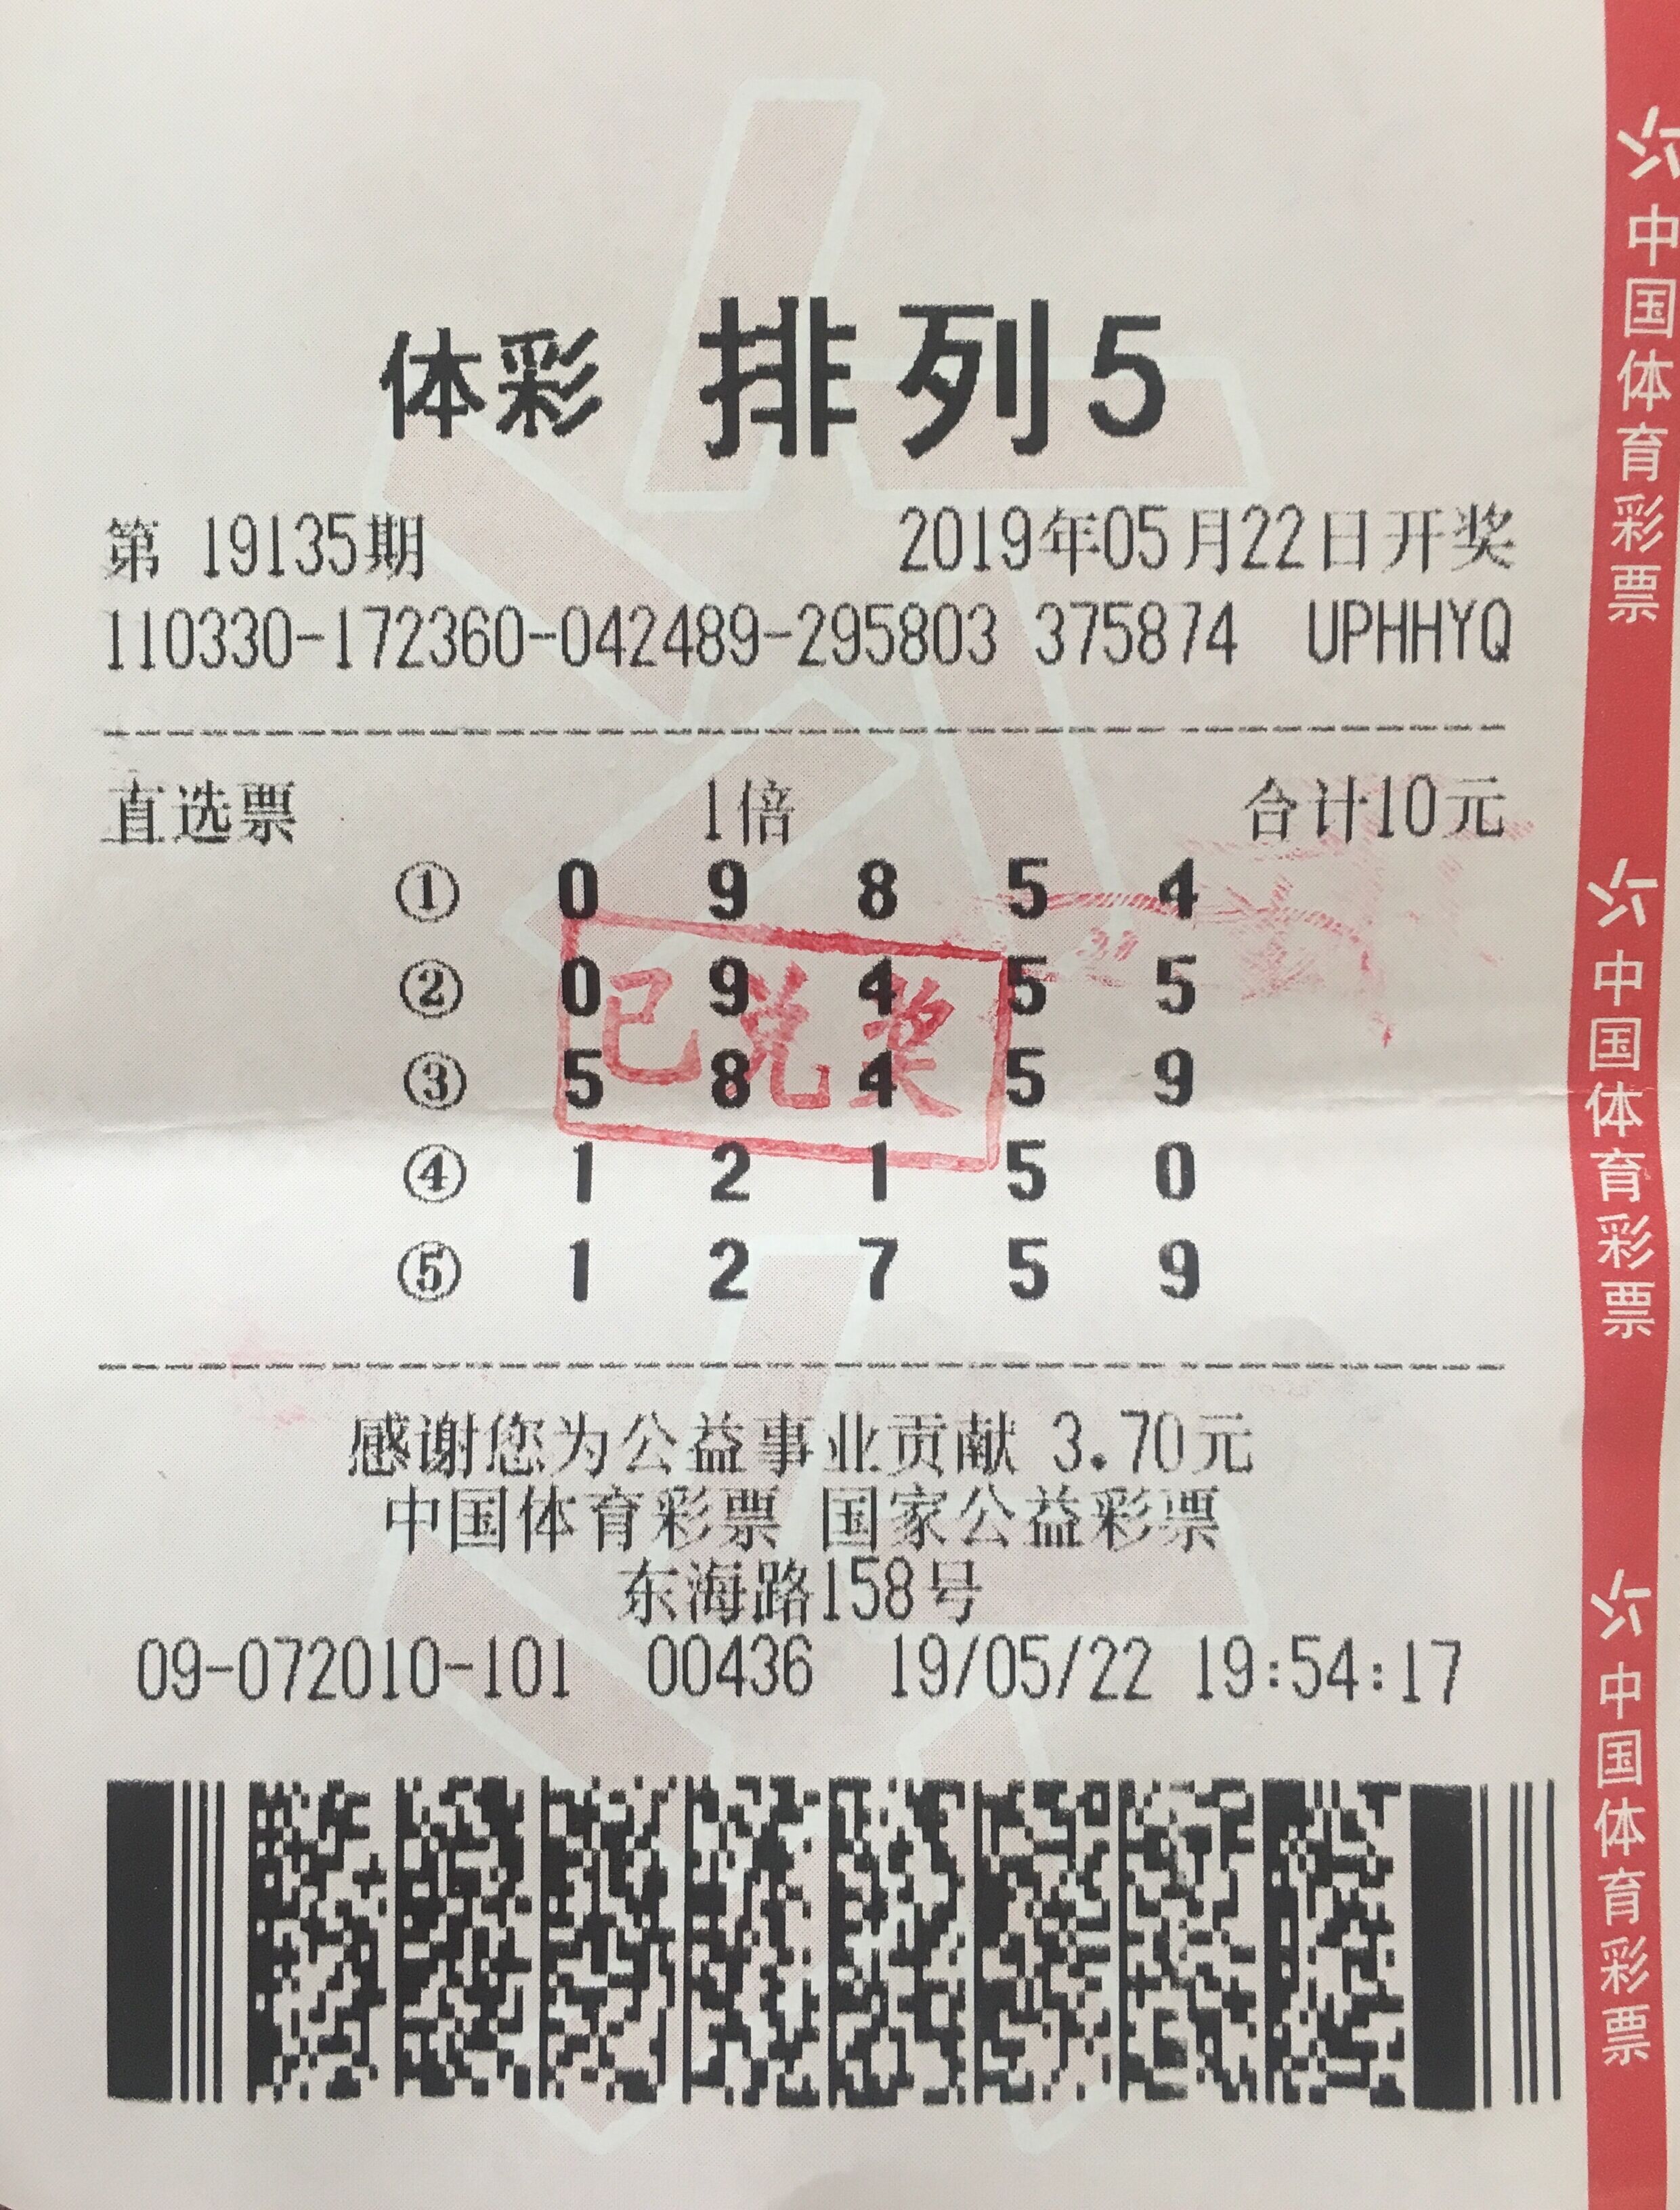 体彩 排列5
第 19135期 2019年05月22日开奖
110330-172360-042489-295803 375874 UPHHYQ
直选票 1倍 合计10元
① 0 9 8 5 4
② 0 9 4 5 5
③ 5 8 4 5 9
④ 1 2 1 5 0
⑤ 1 2 7 5 9
已兑奖
感谢您为公益事业贡献 3.70元
中国体育彩票 国家公益彩票
东海路158号
09-072010-101 00436 19/05/22 19:54:17
中国体育彩票
中国体育彩票
中国体育彩票